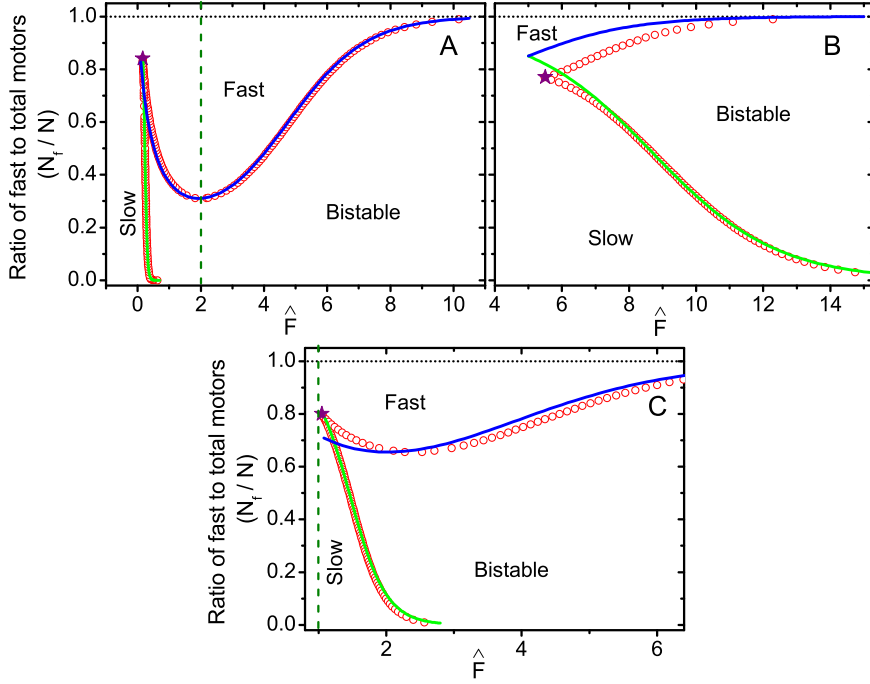 Ratio of fast to total motors
(N_f / N)
1.0
0.8
0.6
0.4
0.2
0.0
A
Fast
Slow
Bistable
0 2 4 6 8 10
F̂
B
Fast
Bistable
Slow
4 6 8 10 12 14
F̂
Ratio of fast to total motors
(N_f / N)
1.0
0.8
0.6
0.4
0.2
0.0
C
Fast
Slow
Bistable
2 4 6
F̂